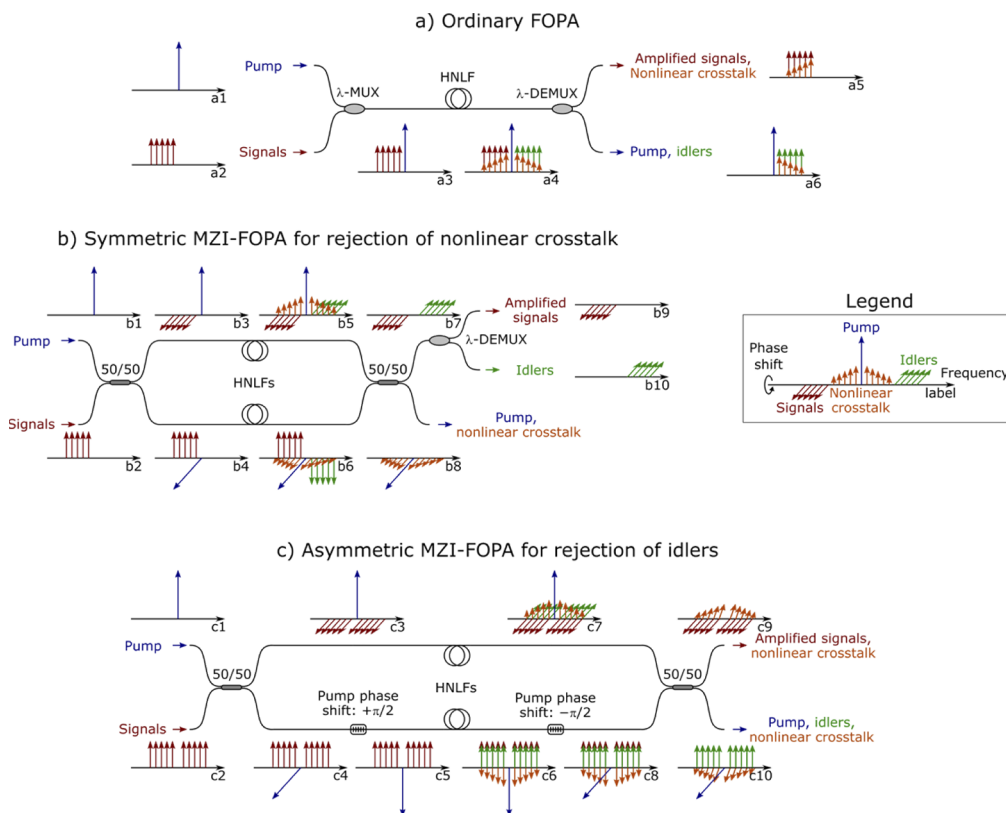 a) Ordinary FOPA
Pump
λ-MUX
HNLF
λ-DEMUX
Amplified signals,
Nonlinear crosstalk
a1
a5
Signals
Pump, idlers
a2
a3
a4
a6
b) Symmetric MZI-FOPA for rejection of nonlinear crosstalk
b1
b3
b5
b7
Amplified
signals
b9
Pump
50/50
HNLFs
50/50
λ-DEMUX
Idlers
b10
Signals
Pump,
nonlinear crosstalk
b2
b4
b6
b8
Legend
Pump
Phase
shift
Idlers
Frequency
label
Signals
Nonlinear
crosstalk
c) Asymmetric MZI-FOPA for rejection of idlers
c1
c3
c7
c9
Pump
Amplified signals,
nonlinear crosstalk
50/50
HNLFs
50/50
Pump phase
shift: +π/2
Pump phase
shift: −π/2
Signals
Pump, idlers,
nonlinear crosstalk
c2
c4
c5
c6
c8
c10